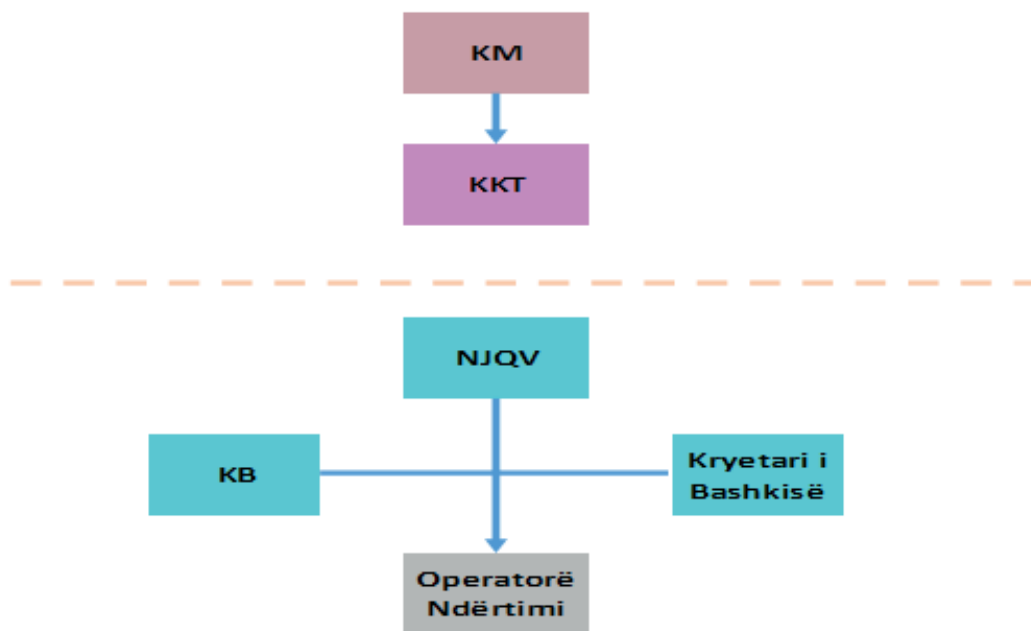 KM
KKT
NJQV
KB
Kryetari i
Bashkisë
Operatorë
Ndërtimi